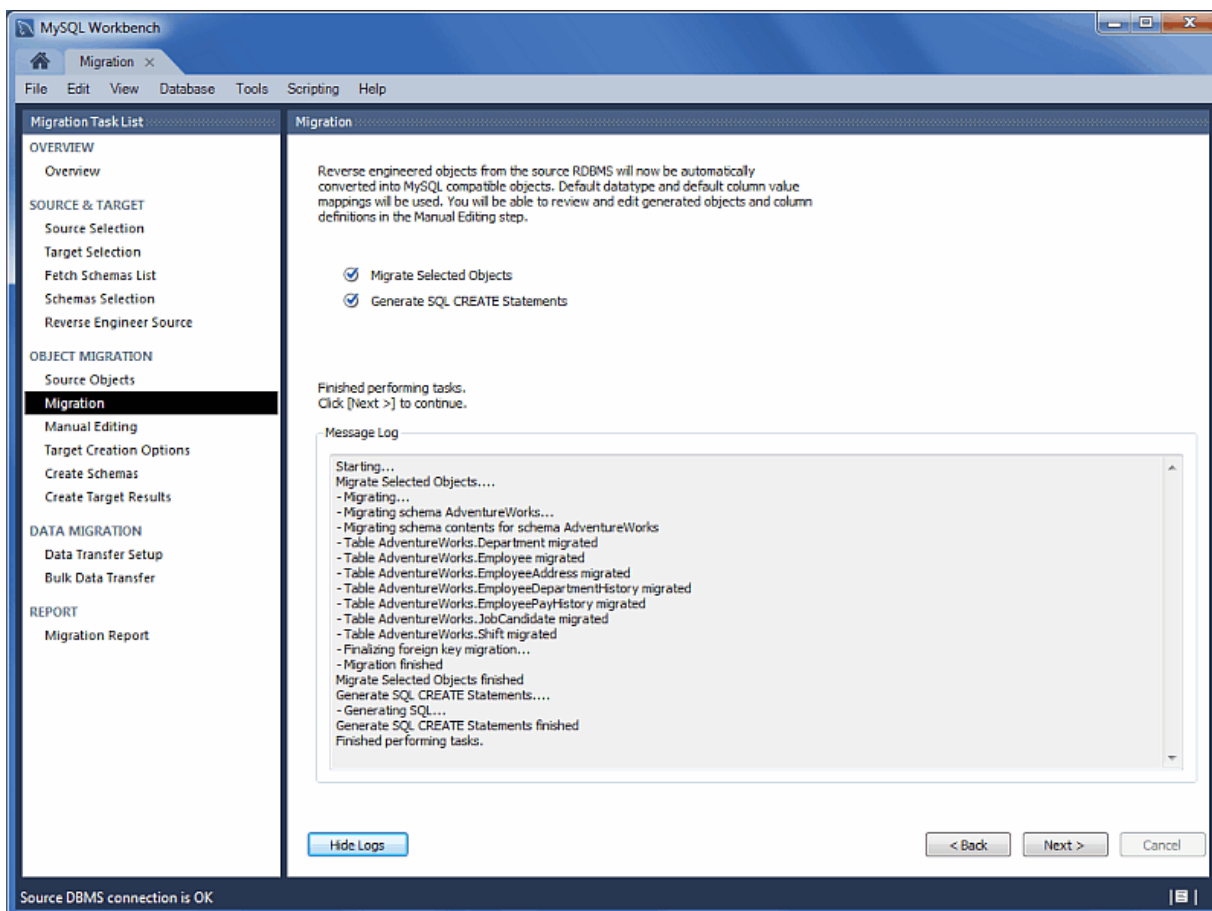 MySQL Workbench
Migration
File Edit View Database Tools Scripting Help
Migration Task List
OVERVIEW
Overview
SOURCE & TARGET
Source Selection
Target Selection
Fetch Schemas List
Schemas Selection
Reverse Engineer Source
OBJECT MIGRATION
Source Objects
Migration
Manual Editing
Target Creation Options
Create Schemas
Create Target Results
DATA MIGRATION
Data Transfer Setup
Bulk Data Transfer
REPORT
Migration Report
Migration
Reverse engineered objects from the source RDBMS will now be automatically
converted into MySQL compatible objects. Default datatype and default column value
mappings will be used. You will be able to review and edit generated objects and column
definitions in the Manual Editing step.
Migrate Selected Objects
Generate SQL CREATE Statements
Finished performing tasks.
Click [Next >] to continue.
Message Log
Starting...
Migrate Selected Objects....
- Migrating...
- Migrating schema AdventureWorks...
- Migrating schema contents for schema AdventureWorks
- Table AdventureWorks.Department migrated
- Table AdventureWorks.Employee migrated
- Table AdventureWorks.EmployeeAddress migrated
- Table AdventureWorks.EmployeeDepartmentHistory migrated
- Table AdventureWorks.EmployeePayHistory migrated
- Table AdventureWorks.JobCandidate migrated
- Table AdventureWorks.Shift migrated
- Finalizing foreign key migration...
- Migration finished
Migrate Selected Objects finished
Generate SQL CREATE Statements....
- Generating SQL...
Generate SQL CREATE Statements finished
Finished performing tasks.
Hide Logs
< Back Next > Cancel
Source DBMS connection is OK